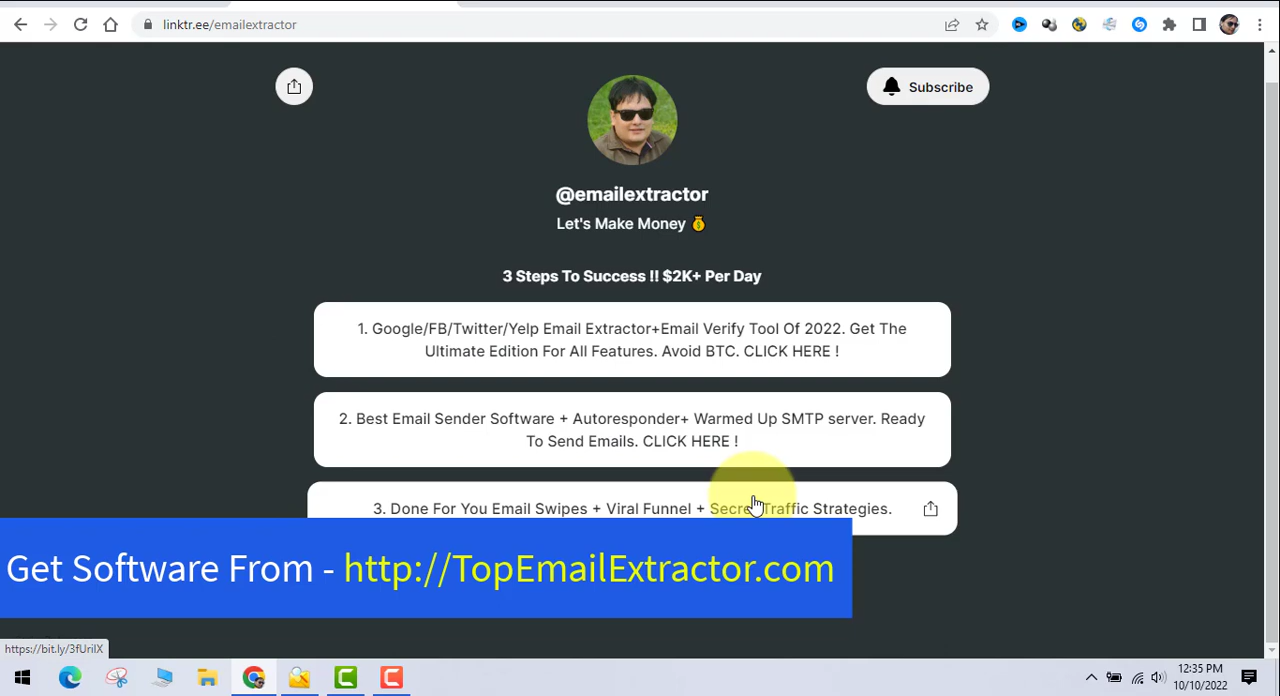 linktr.ee/emailextractor
Subscribe
@emailextractor
Let's Make Money
3 Steps To Success !! $2K+ Per Day
1. Google/FB/Twitter/Yelp Email Extractor+Email Verify Tool Of 2022. Get The
Ultimate Edition For All Features. Avoid BTC. CLICK HERE !
2. Best Email Sender Software + Autoresponder+ Warmed Up SMTP server. Ready
To Send Emails. CLICK HERE !
3. Done For You Email Swipes + Viral Funnel + Secret Traffic Strategies.
Get Software From - http://TopEmailExtractor.com
https://bit.ly/3fUriIX
12:35 PM
10/10/2022